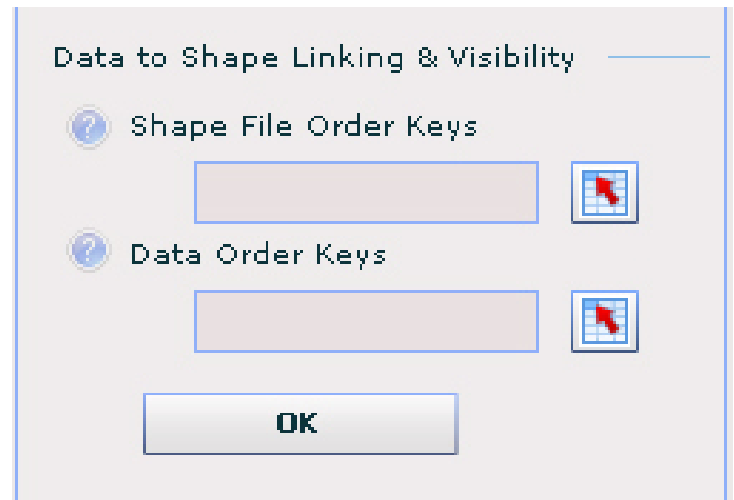 Data to Shape Linking & Visibility
? Shape File Order Keys
? Data Order Keys
OK